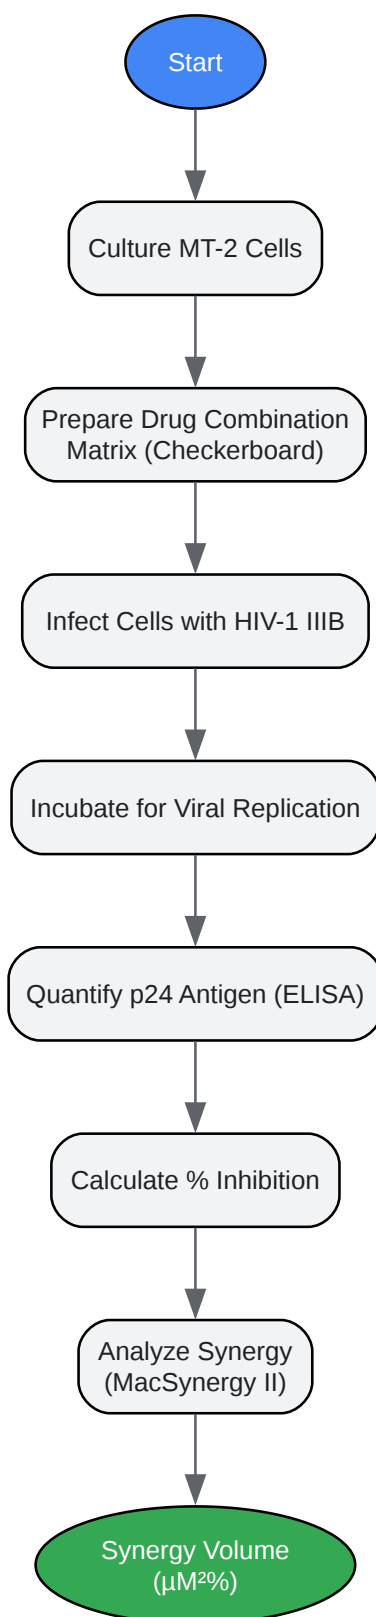 Start
Culture MT-2 Cells
Prepare Drug Combination
Matrix (Checkerboard)
Infect Cells with HIV-1 IIIB
Incubate for Viral Replication
Quantify p24 Antigen (ELISA)
Calculate % Inhibition
Analyze Synergy
(MacSynergy II)
Synergy Volume
(µM²%)